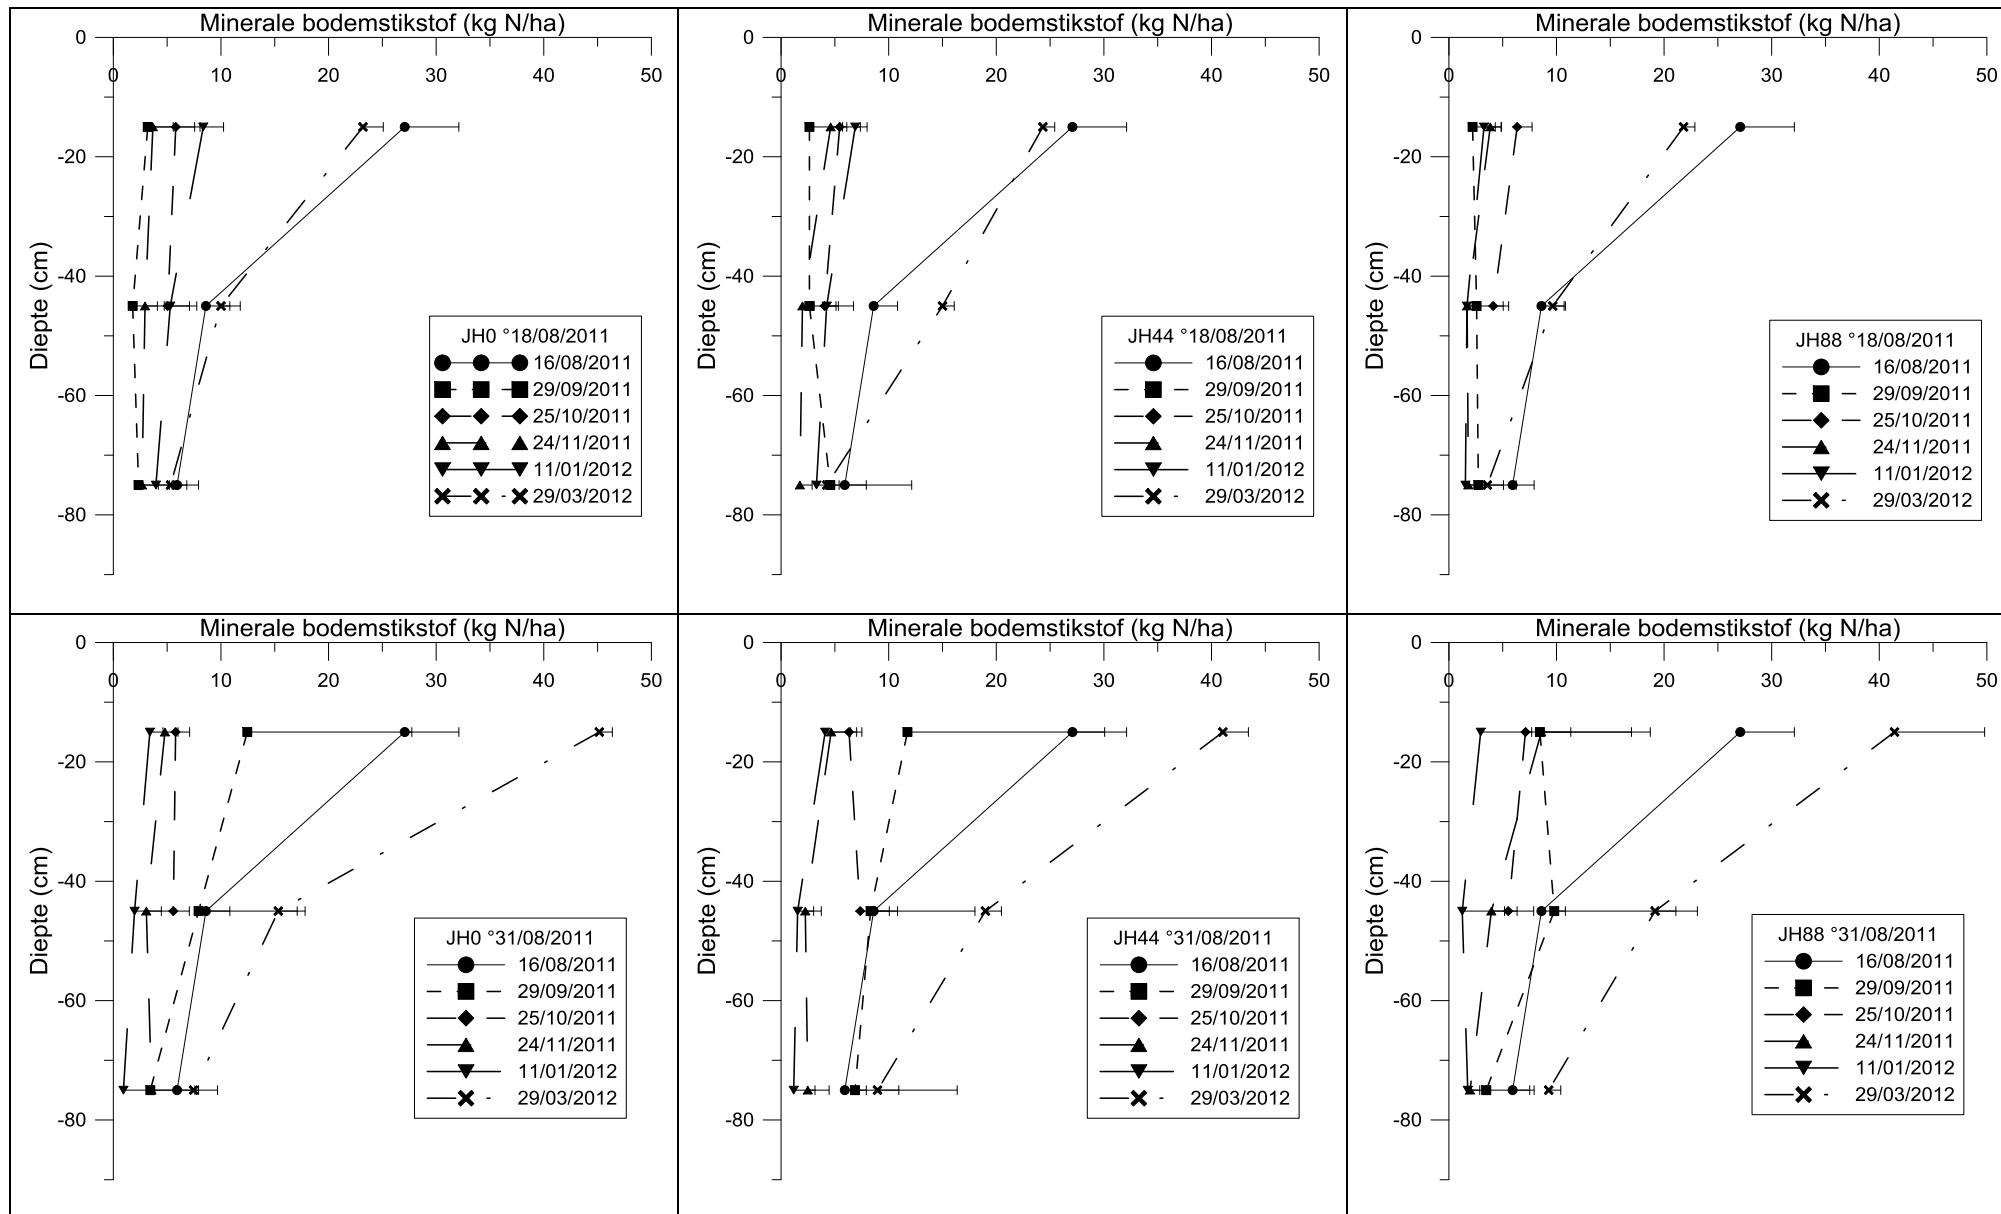 Minerale bodemstikstof (kg N/ha)
0
0 10 20 30 40 50
-20
-40
-60
-80
Diepte (cm)
JH0 °18/08/2011
16/08/2011
29/09/2011
25/10/2011
24/11/2011
11/01/2012
29/03/2012
Minerale bodemstikstof (kg N/ha)
0
0 10 20 30 40 50
-20
-40
-60
-80
Diepte (cm)
JH44 °18/08/2011
16/08/2011
29/09/2011
25/10/2011
24/11/2011
11/01/2012
29/03/2012
Minerale bodemstikstof (kg N/ha)
0
0 10 20 30 40 50
-20
-40
-60
-80
Diepte (cm)
JH88 °18/08/2011
16/08/2011
29/09/2011
25/10/2011
24/11/2011
11/01/2012
29/03/2012
Minerale bodemstikstof (kg N/ha)
0
0 10 20 30 40 50
-20
-40
-60
-80
Diepte (cm)
JH0 °31/08/2011
16/08/2011
29/09/2011
25/10/2011
24/11/2011
11/01/2012
29/03/2012
Minerale bodemstikstof (kg N/ha)
0
0 10 20 30 40 50
-20
-40
-60
-80
Diepte (cm)
JH44 °31/08/2011
16/08/2011
29/09/2011
25/10/2011
24/11/2011
11/01/2012
29/03/2012
Minerale bodemstikstof (kg N/ha)
0
0 10 20 30 40 50
-20
-40
-60
-80
Diepte (cm)
JH88 °31/08/2011
16/08/2011
29/09/2011
25/10/2011
24/11/2011
11/01/2012
29/03/2012